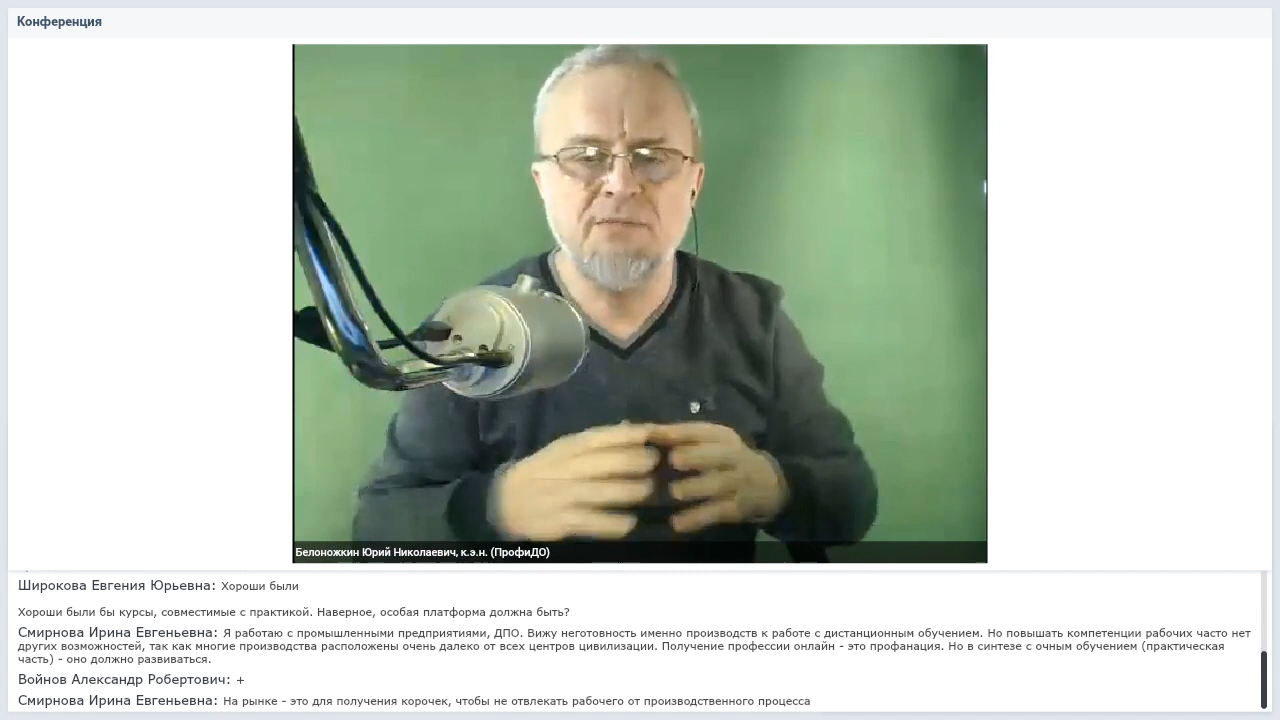 Конференция
Белоножкин Юрий Николаевич, к.э.н. (ПрофиДО)
Широкова Евгения Юрьевна: Хороши были
Хороши были бы курсы, совместимые с практикой. Наверное, особая платформа должна быть?
Смирнова Ирина Евгеньевна: Я работаю с промышленными предприятиями, ДПО. Вижу неготовность именно производств к работе с дистанционным обучением. Но повышать компетенции рабочих часто нет
других возможностей, так как многие производства расположены очень далеко от всех центров цивилизации. Получение профессии онлайн - это профанация. Но в синтезе с очным обучением (практическая
часть) - оно должно развиваться.
Войнов Александр Робертович: +
Смирнова Ирина Евгеньевна: На рынке - это для получения корочек, чтобы не отвлекать рабочего от производственного процесса